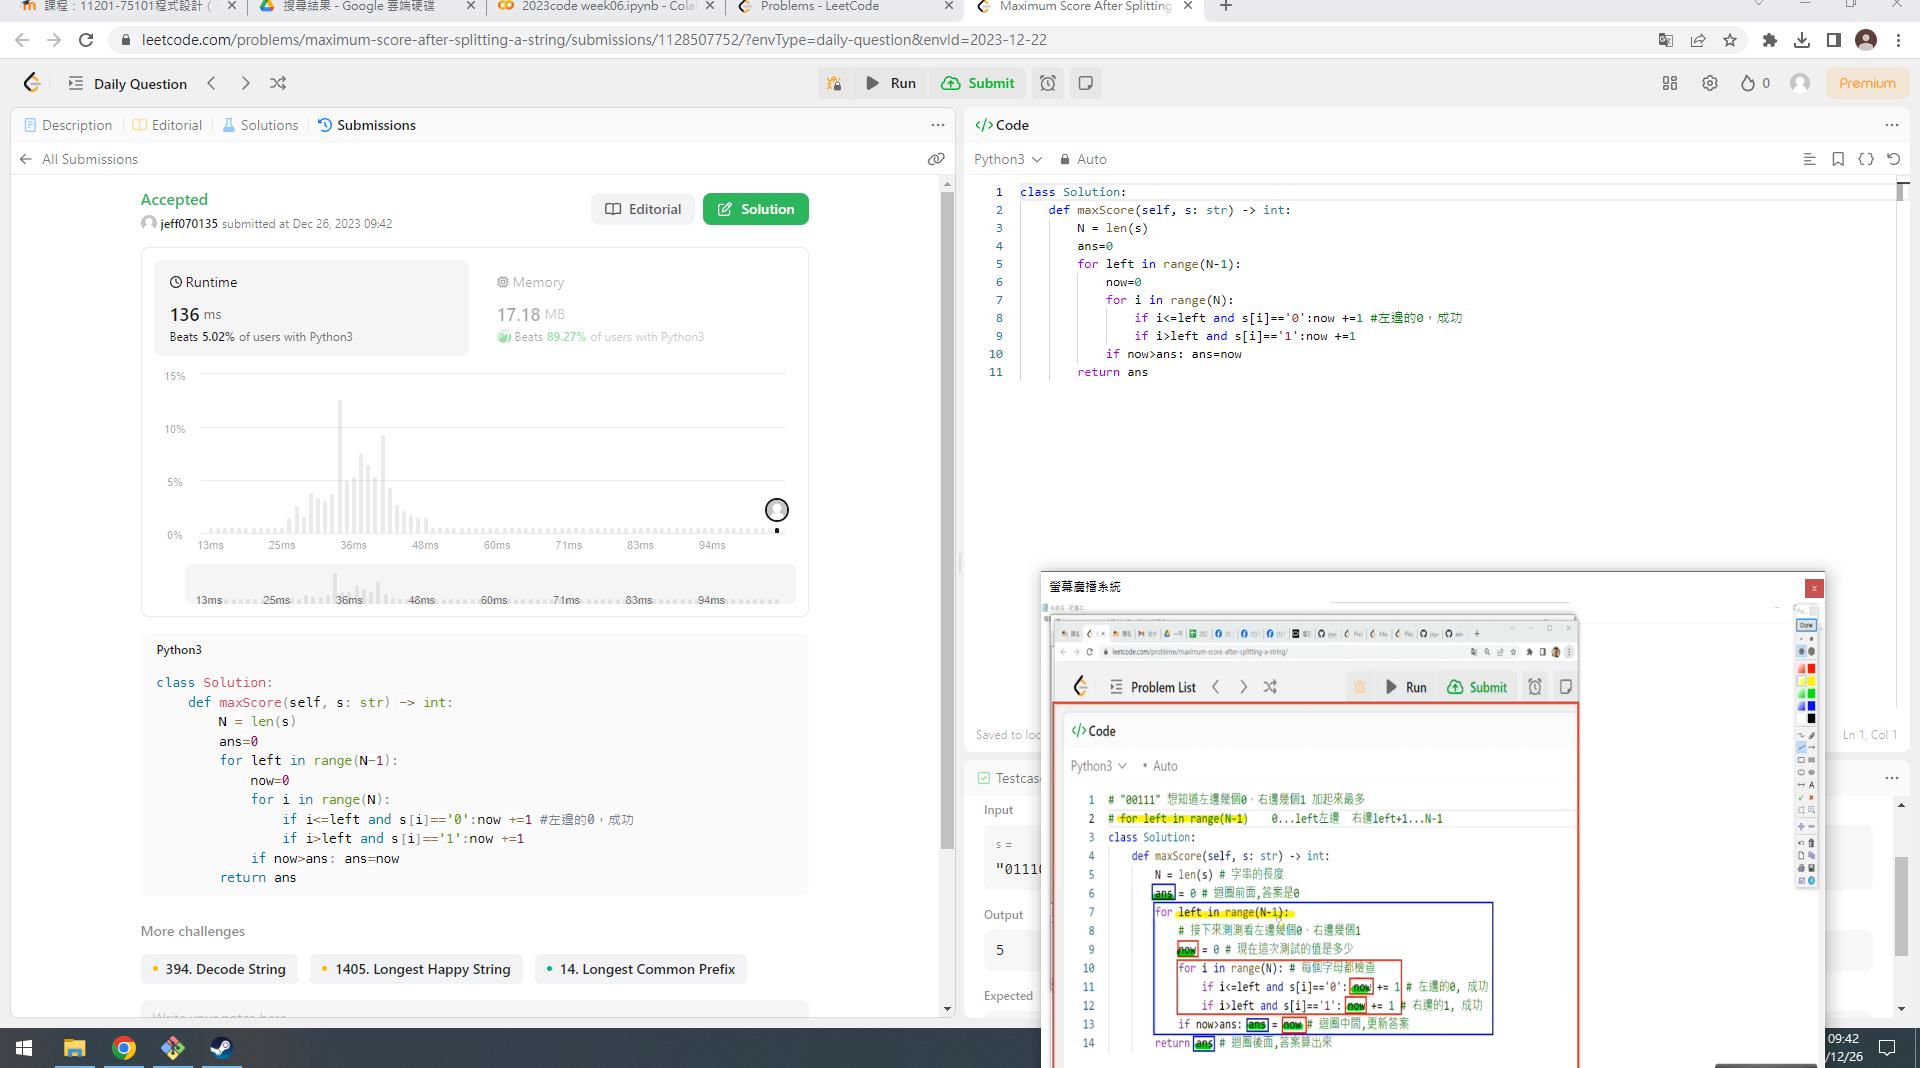 課程：11201-75101程式設計 (
搜尋結果 - Google 雲端硬碟
2023code week06.ipynb - Cola
Problems - LeetCode
Maximum Score After Splitting
leetcode.com/problems/maximum-score-after-splitting-a-string/submissions/1128507752/?envType=daily-question&envId=2023-12-22
Daily Question
Run
Submit
0
Premium
Description
Editorial
Solutions
Submissions
All Submissions
Accepted
jeff070135 submitted at Dec 26, 2023 09:42
Editorial
Solution
Runtime
136 ms
Beats 5.02% of users with Python3
Memory
17.18 MB
Beats 89.27% of users with Python3
15%
10%
5%
0%
13ms 25ms 36ms 48ms 60ms 71ms 83ms 94ms
13ms 25ms 36ms 48ms 60ms 71ms 83ms 94ms
Python3
class Solution:
def maxScore(self, s: str) -> int:
N = len(s)
ans=0
for left in range(N-1):
now=0
for i in range(N):
if i<=left and s[i]=='0':now +=1 #左邊的0，成功
if i>left and s[i]=='1':now +=1
if now>ans: ans=now
return ans
More challenges
394. Decode String
1405. Longest Happy String
14. Longest Common Prefix
Write your notes here
Code
Python3
Auto
1 class Solution:
2 def maxScore(self, s: str) -> int:
3 N = len(s)
4 ans=0
5 for left in range(N-1):
6 now=0
7 for i in range(N):
8 if i<=left and s[i]=='0':now +=1 #左邊的0，成功
9 if i>left and s[i]=='1':now +=1
10 if now>ans: ans=now
11 return ans
Saved to loc
Ln 1, Col 1
Testcase
Input
s =
"01110
Output
5
Expected
螢幕廣播系統
leetcode.com/problems/maximum-score-after-splitting-a-string/
Problem List
Run
Submit
Done
Code
Python3
Auto
1 # "00111" 想知道左邊幾個0、右邊幾個1 加起來最多
2 # for left in range(N-1) 0...left左邊 右邊left+1...N-1
3 class Solution:
4 def maxScore(self, s: str) -> int:
5 N = len(s) # 字串的長度
6 ans = 0 # 迴圈前面,答案是0
7 for left in range(N-1):
8 # 接下來測測看左邊幾個0、右邊幾個1
9 now = 0 # 現在這次測試的值是多少
10 for i in range(N): # 每個字母都檢查
11 if i<=left and s[i]=='0': now += 1 # 左邊的0, 成功
12 if i>left and s[i]=='1': now += 1 # 右邊的1, 成功
13 if now>ans: ans = now # 迴圈中間,更新答案
14 return ans # 迴圈後面,答案算出來
09:42
/12/26